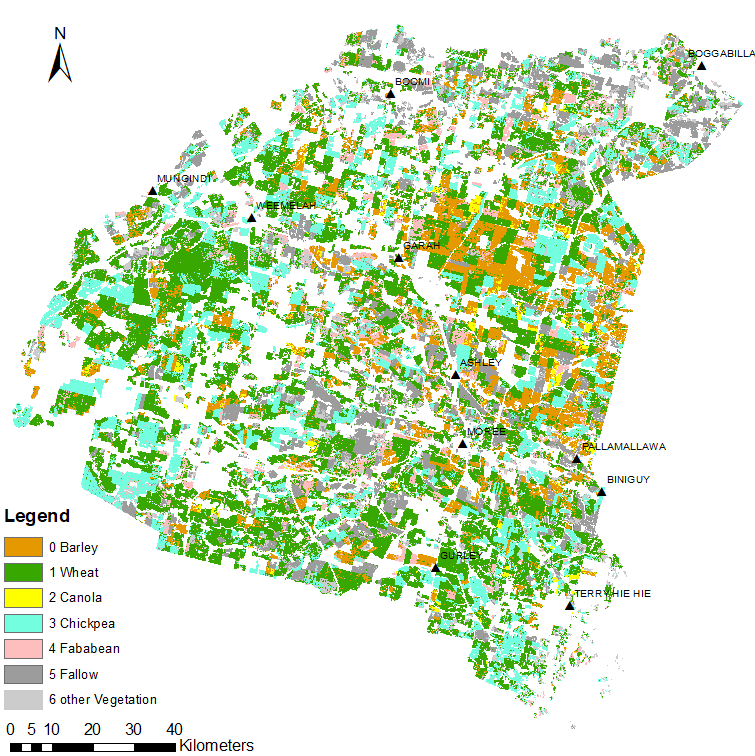 N
BOGGABILLA
BOOMI
MUNGINDI
WEEMELAH
GARAH
ASHLEY
MOREE
PALLAMALLAWA
BINIGUY
GURLEY
TERRY HIE HIE
Legend
0 Barley
1 Wheat
2 Canola
3 Chickpea
4 Fababean
5 Fallow
6 other Vegetation
0 5 10 20 30 40
Kilometers